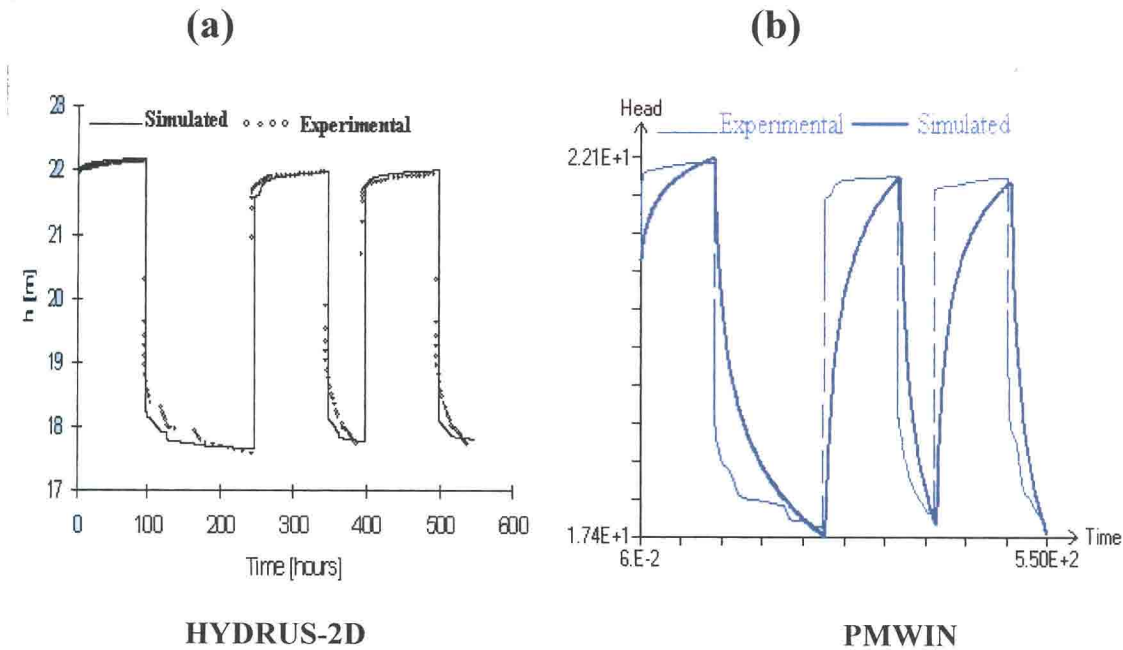 (a)
(b)
Simulated Experimental
h [m]
23
22
21
20
19
18
17
0 100 200 300 400 500 600
Time [hours]
HYDRUS-2D
Head
Experimental Simulated
2.21E+1
1.74E+1
6.E-2
5.50E+2
Time
PMWIN